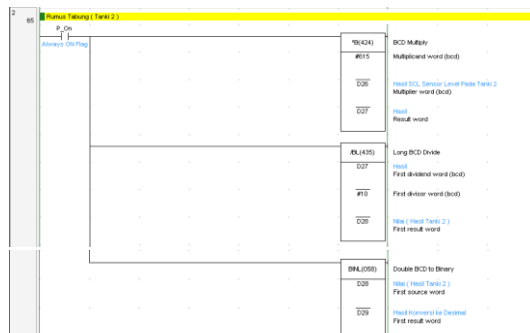 2
65
Rumus Tabung ( Tanki 2 )
P_On
Always ON Flag
*B(424)
BCD Multiply
#615
Multiplicand word (bcd)
D26
Hasil SCL Sensor Level Pada Tanki 2
Multiplier word (bcd)
D27
Hasil
Result word
/BL(435)
Long BCD Divide
D27
Hasil
First dividend word (bcd)
#10
First divisor word (bcd)
D28
Nilai ( Hasil Tanki 2 )
First result word
BINL(058)
Double BCD to Binary
D28
Nilai ( Hasil Tanki 2 )
First source word
D29
Hasil Konversi ke Desimal
First result word